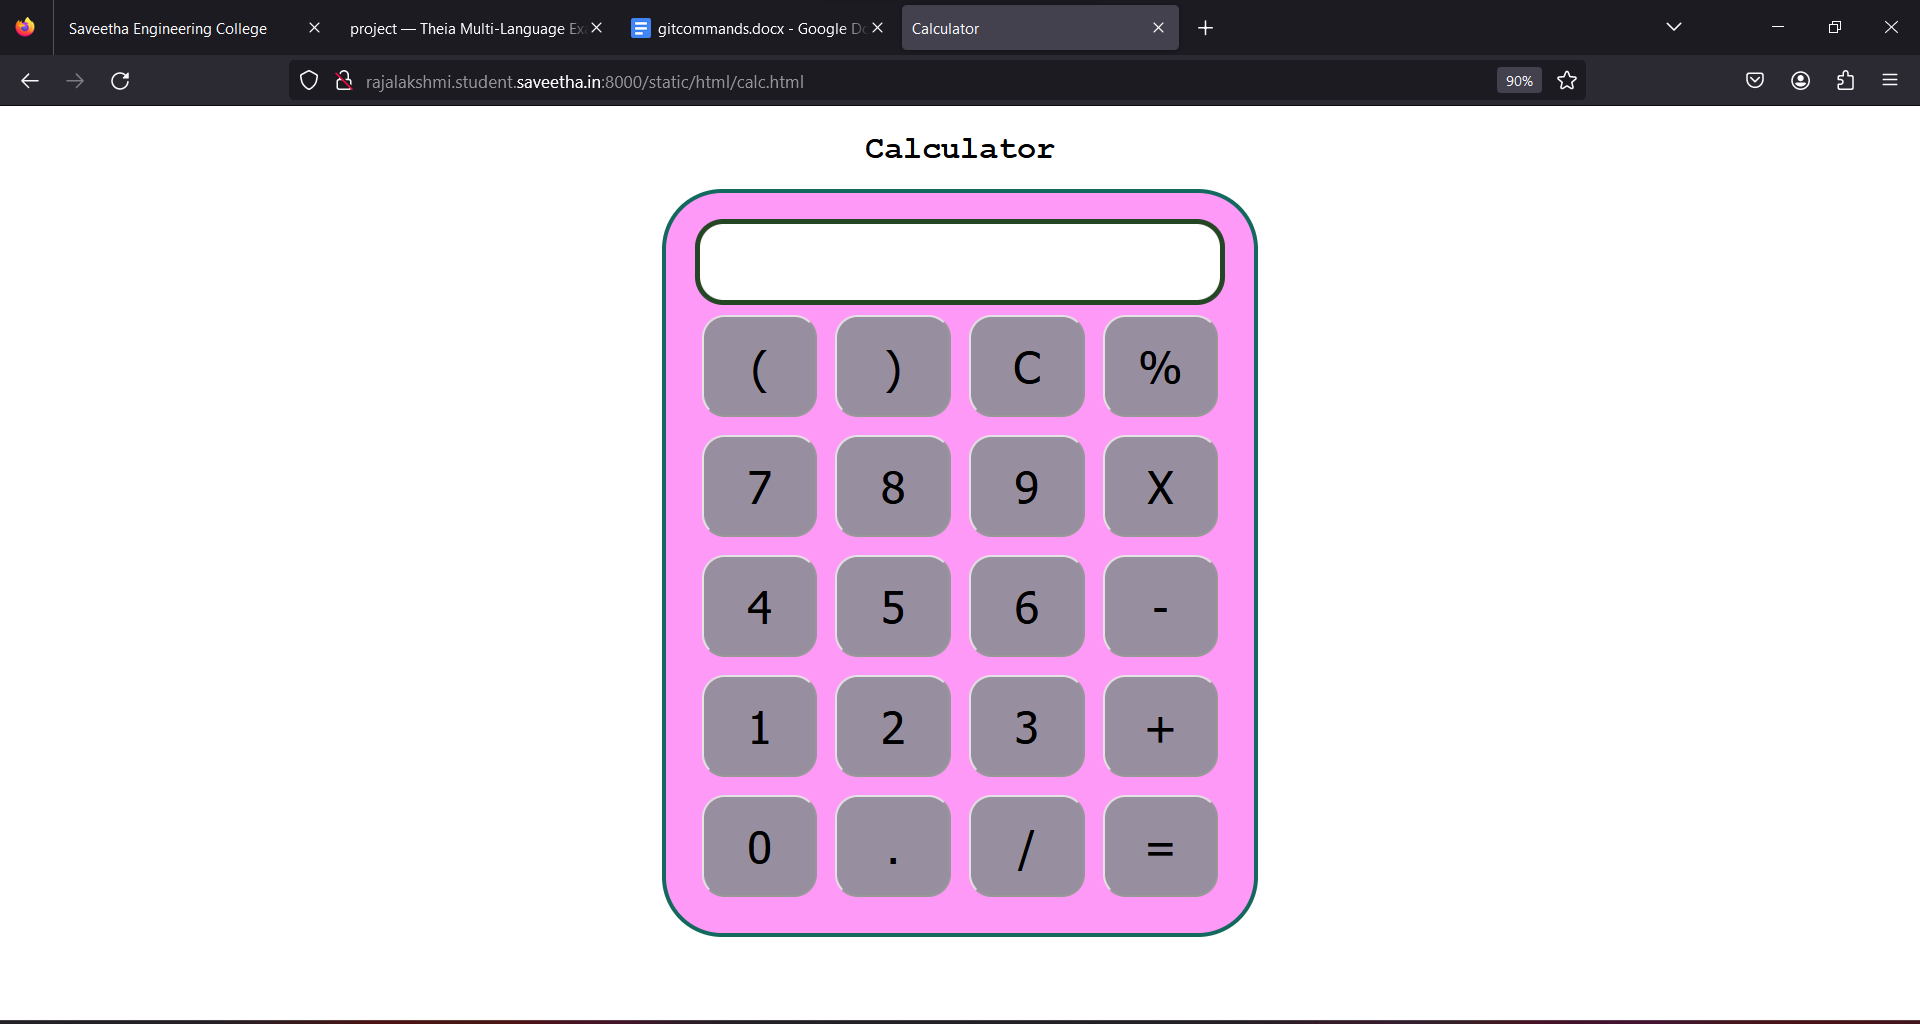 Saveetha Engineering College
project — Theia Multi-Language Ex
gitcommands.docx - Google Do
Calculator
rajalakshmi.student.saveetha.in:8000/static/html/calc.html
90%
Calculator
( ) C %
7 8 9 X
4 5 6 -
1 2 3 +
0 . / =